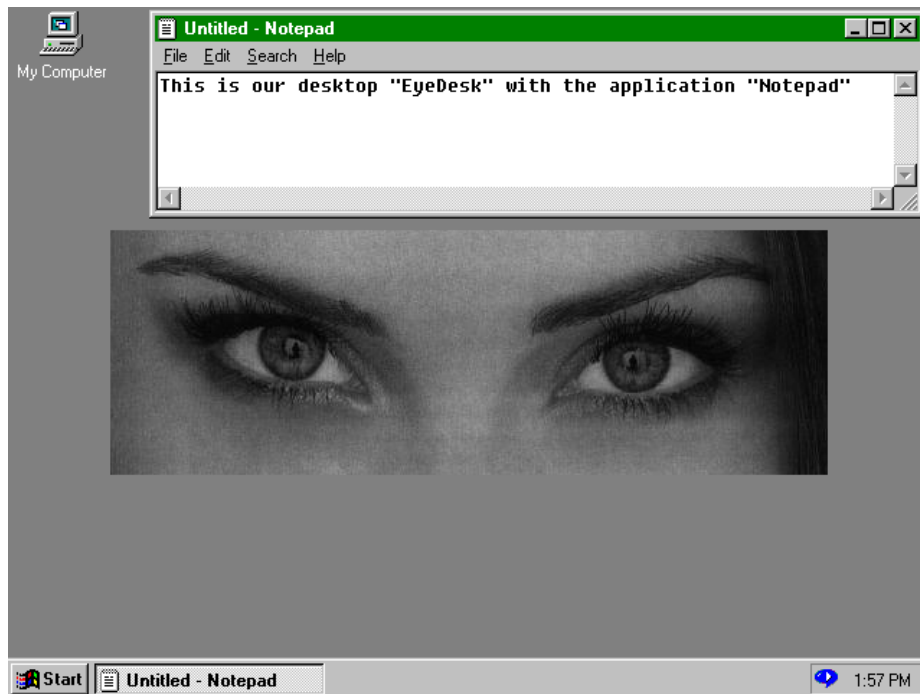 My Computer
Untitled - Notepad
File Edit Search Help
This is our desktop "EyeDesk" with the application "Notepad"
Start Untitled - Notepad 1:57 PM